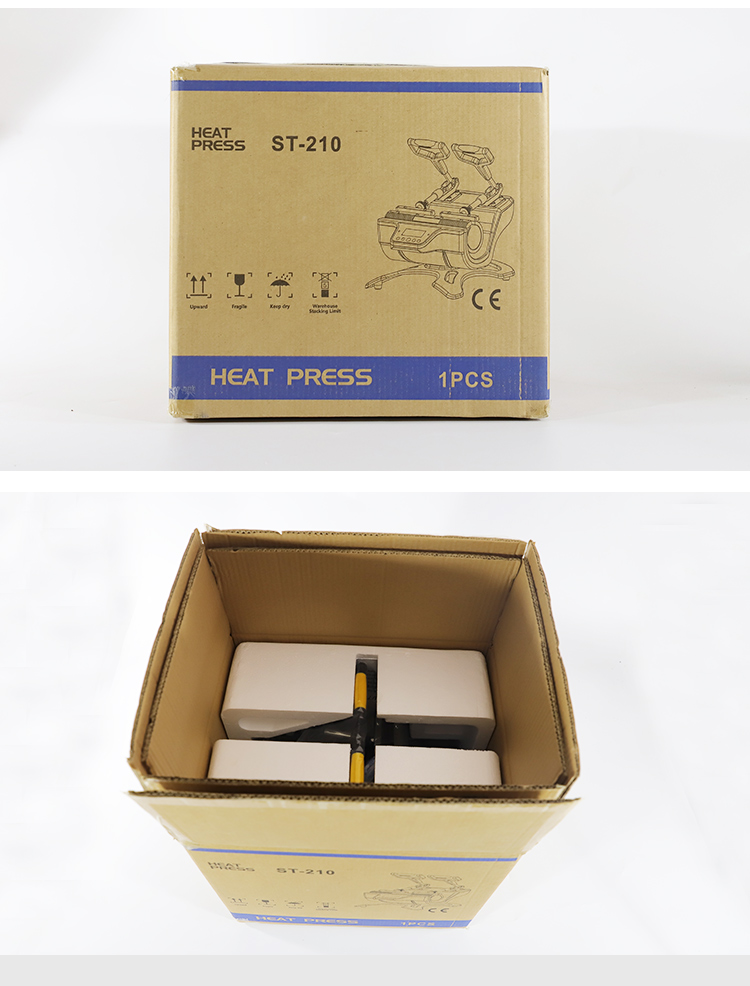 HEAT
PRESS
ST-210
Upward
Fragile
Keep dry
Warehouse
Stacking Limit
CE
HEAT PRESS
1PCS
HEAT
PRESS
ST-210
CE
HEAT PRESS
1PCS